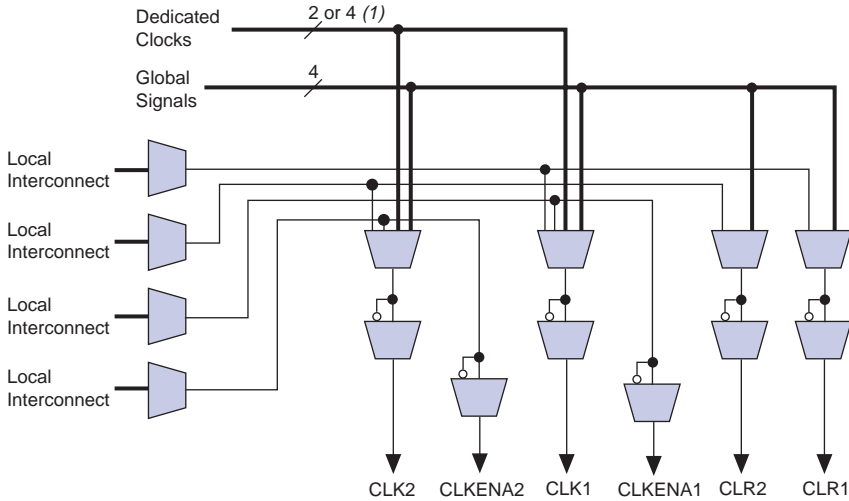 Dedicated
Clocks
2 or 4 (1)
Global
Signals
4
Local
Interconnect
Local
Interconnect
Local
Interconnect
Local
Interconnect
CLK2
CLKENA2
CLK1
CLKENA1
CLR2
CLR1